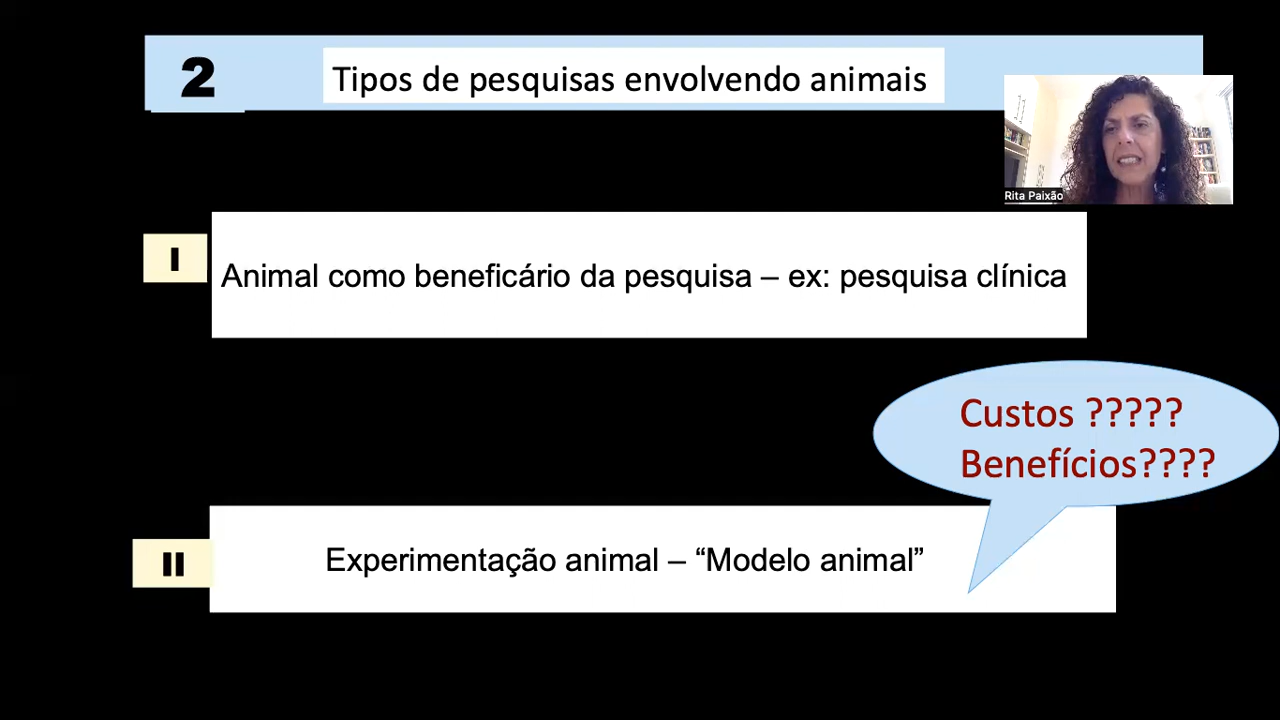 2
Tipos de pesquisas envolvendo animais
Rita Paixão
I
Animal como beneficário da pesquisa – ex: pesquisa clínica
Custos ?????
Benefícios????
II
Experimentação animal – “Modelo animal”